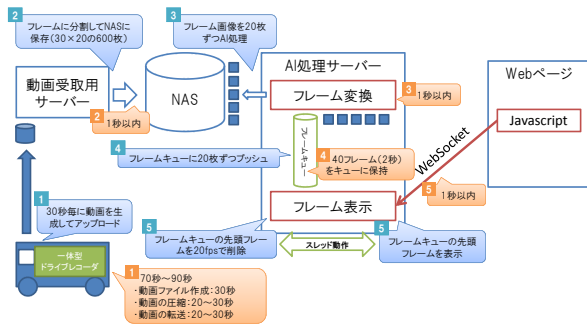 2
フレームに分割してNASに
保存(30×20の600枚)
3
フレーム画像を20枚
ずつAI処理
動画受取用
サーバー
2
1秒以内
NAS
AI処理サーバー
フレーム変換
3
1秒以内
Webページ
Javascript
WebSocket
5
1秒以内
4
フレームキューに20枚ずつプッシュ
フレームキュー
4
40フレーム(2秒)
をキューに保持
フレーム表示
1
30秒毎に動画を生
成してアップロード
5
フレームキューの先頭フレー
ムを20fpsで削除
スレッド動作
5
フレームキューの先頭
フレームを表示
一体型
ドライブレコーダ
1
70秒~90秒
・動画ファイル作成:30秒
・動画の圧縮:20~30秒
・動画の転送:20~30秒